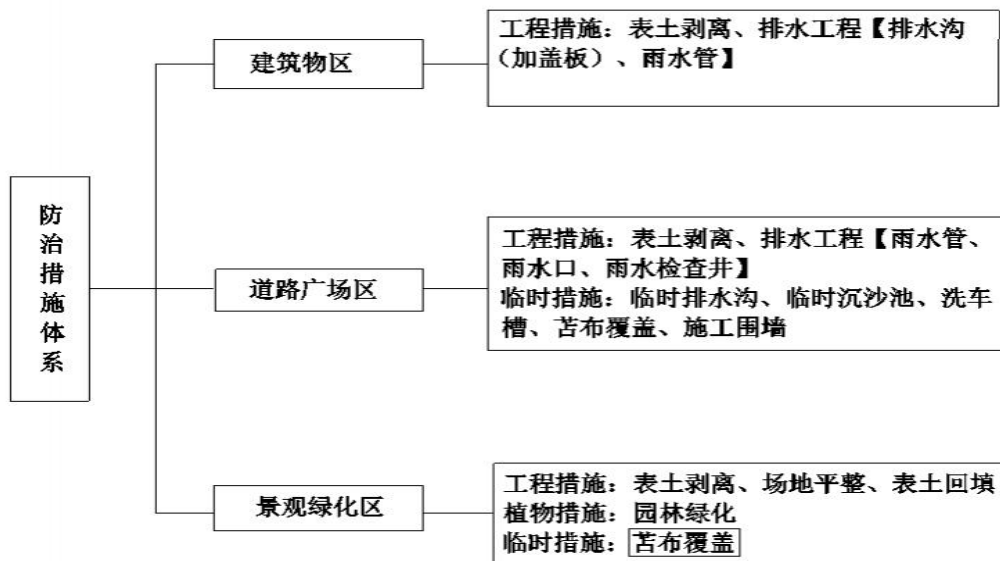 防治措施体系
建筑物区
工程措施：表土剥离、排水工程【排水沟
（加盖板）、雨水管】
道路广场区
工程措施：表土剥离、排水工程【雨水管、
雨水口、雨水检查井】
临时措施：临时排水沟、临时沉沙池、洗车
槽、苫布覆盖、施工围墙
景观绿化区
工程措施：表土剥离、场地平整、表土回填
植物措施：园林绿化
临时措施：苫布覆盖